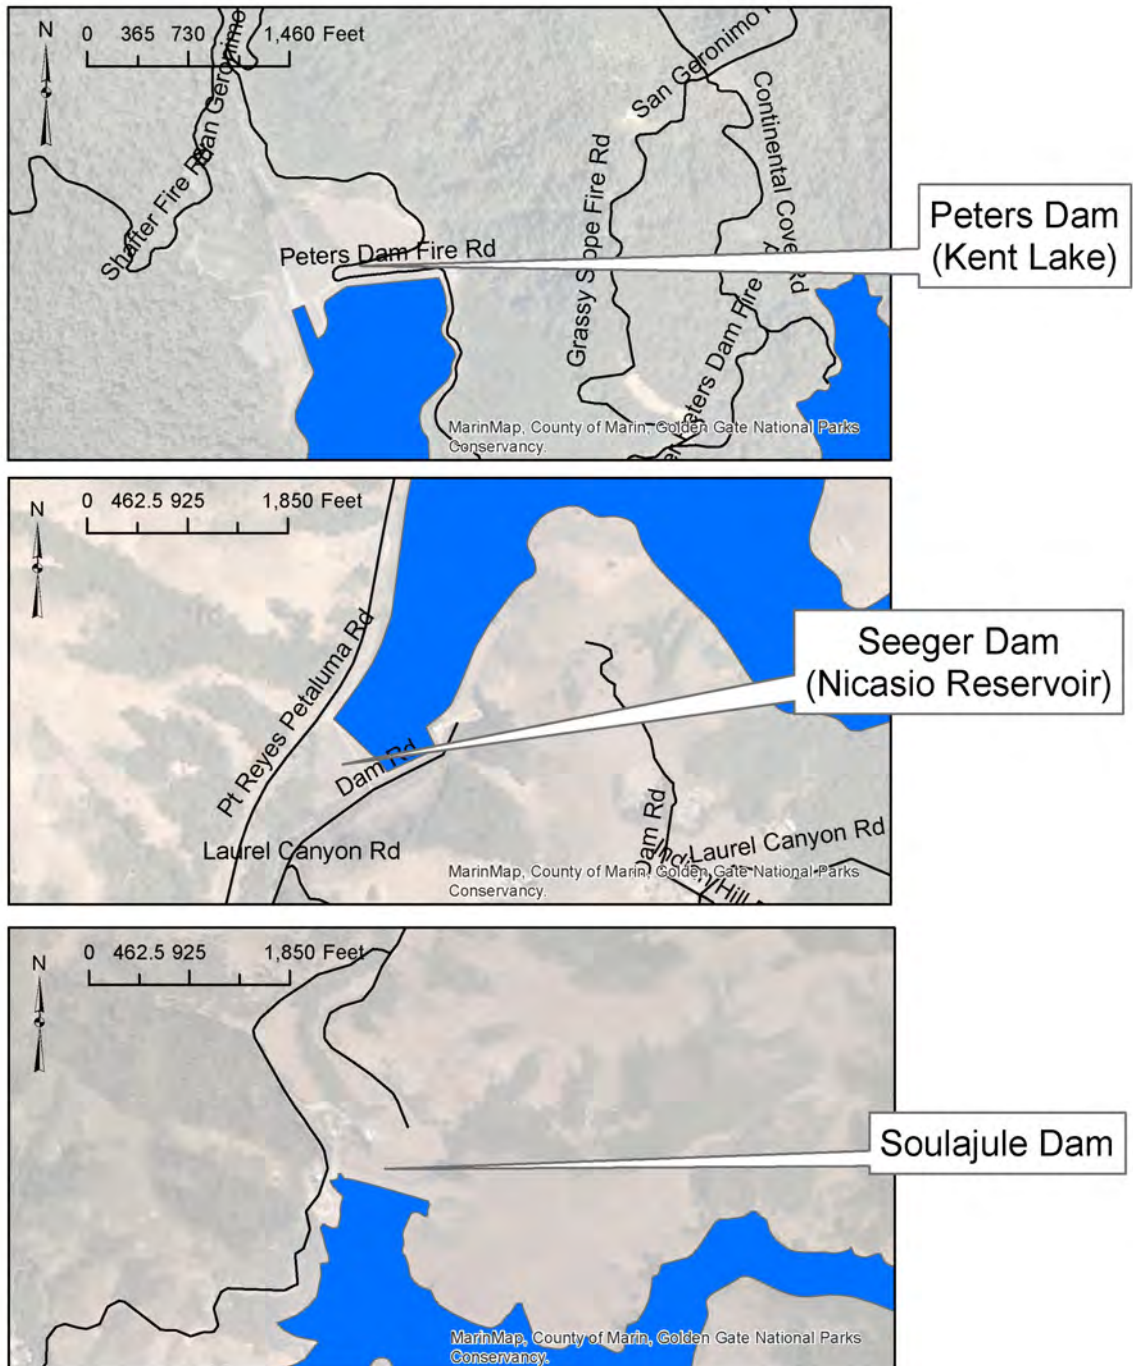 N
0 365 730 1,460 Feet
San Geronimo
Shafter Fire Rd
Peters Dam Fire Rd
San Geronimo
Grassy Slope Fire Rd
Continental Cove
Rd
Peters Dam Fire
Peters Dam
(Kent Lake)
MarinMap, County of Marin, Golden Gate National Parks
Conservancy.
N
0 462.5 925 1,850 Feet
Pt Reyes Petaluma Rd
Dam Rd
Laurel Canyon Rd
Dam Rd
Laurel Canyon Rd
Indian Hill
Seeger Dam
(Nicasio Reservoir)
MarinMap, County of Marin, Golden Gate National Parks
Conservancy.
N
0 462.5 925 1,850 Feet
Soulajule Dam
MarinMap, County of Marin, Golden Gate National Parks
Conservancy.